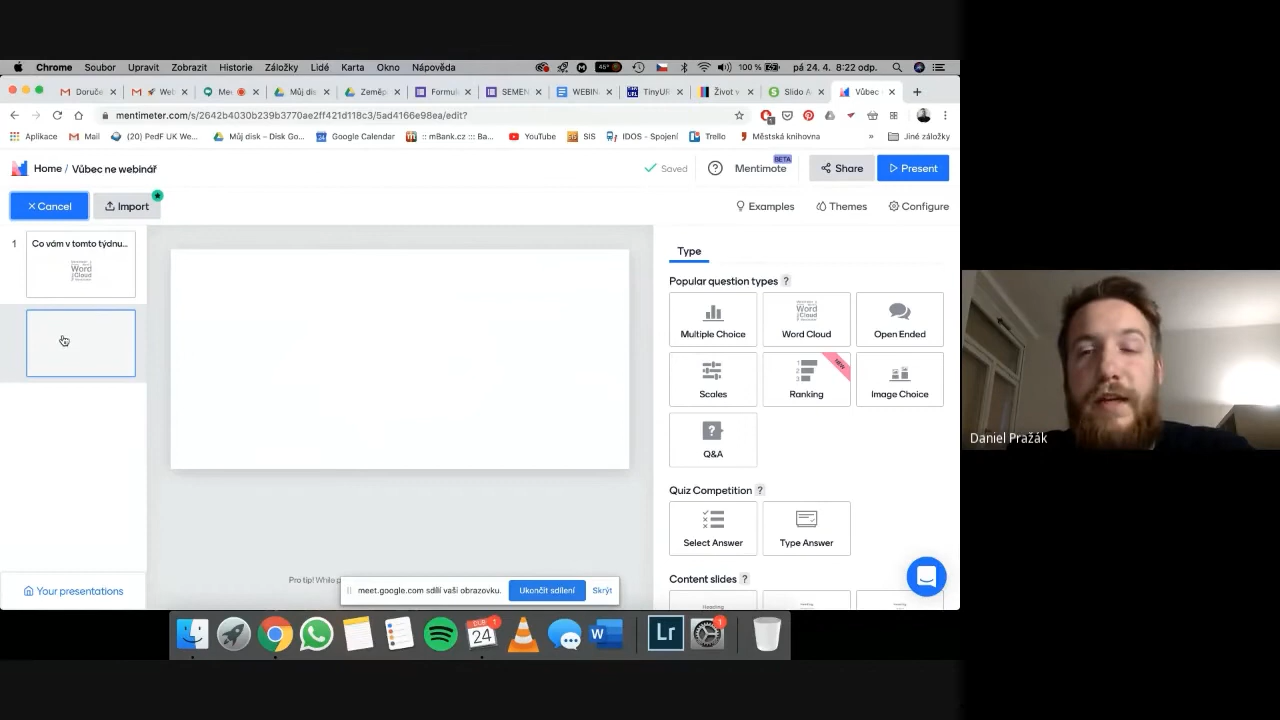 Chrome Soubor Upravit Zobrazit Historie Záložky Lidé Karta Okno Nápověda 45° 100 % pá 24. 4. 8:22 odp.
Doruče Web Mee Můj dis Zeměp Formul SEMEN WEBIN TinyUR Život v Slido A Vůbec
mentimeter.com/s/2642b4030b239b3770ae2ff421d118c3/5ad4166e98ea/edit?
Aplikace Mail (20) PedF UK We... Můj disk – Disk Go... Google Calendar :: mBank.cz ::: Ba... YouTube SIS IDOS - Spojení Trello Městská knihovna » Jiné záložky
Home / Vůbec ne webinář Saved Mentimote BETA Share Present
Cancel Import Examples Themes Configure
1 Co vám v tomto týdnu...
Word Cloud
Type
Popular question types ?
Multiple Choice Word Cloud Open Ended
NEW
Scales Ranking Image Choice
Q&A
Quiz Competition ?
Select Answer Type Answer
Content slides ?
Heading
Pro tip! While p
meet.google.com sdílí vaši obrazovku. Ukončit sdílení Skrýt
Your presentations
24 W Lr
Daniel Pražák